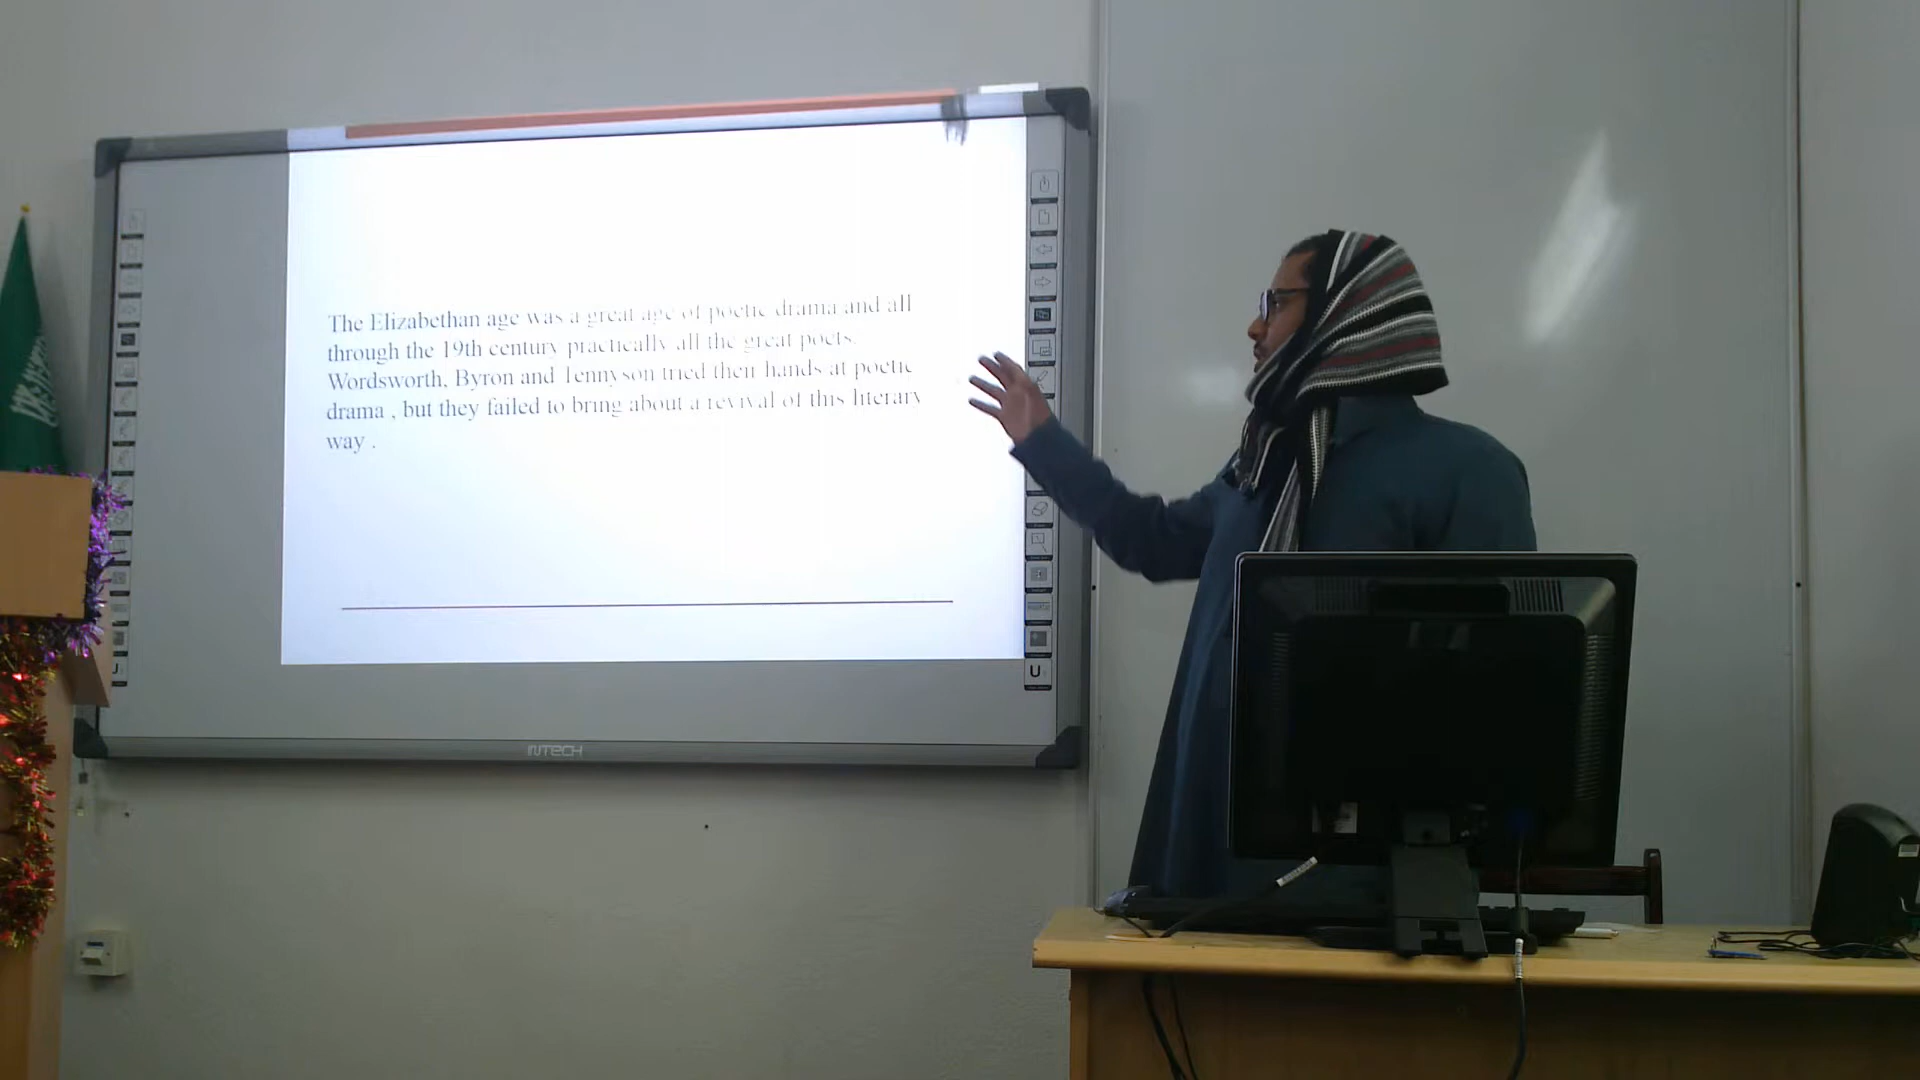 The Elizabethan age was a great age of poetic drama and all
through the 19th century practically all the great poets,
Wordsworth, Byron and Tennyson tried their hands at poetic
drama , but they failed to bring about a revival of this literary
way .
INTECH